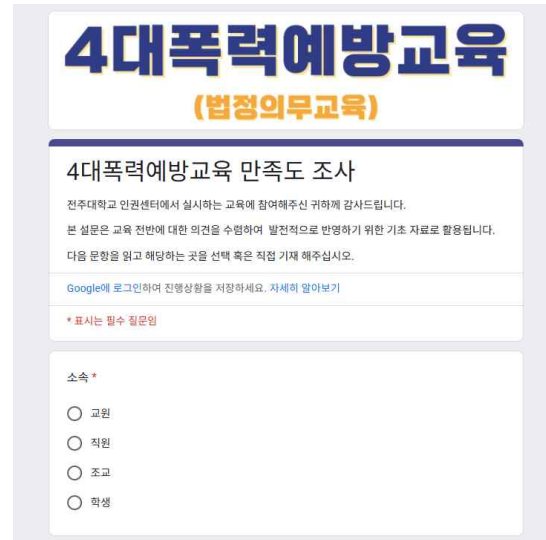 4대폭력예방교육
(법정의무교육)
4대폭력예방교육 만족도 조사
전주대학교 인권센터에서 실시하는 교육에 참여해주신 귀하께 감사드립니다.
본 설문은 교육 전반에 대한 의견을 수렴하여 발전적으로 반영하기 위한 기초 자료로 활용됩니다.
다음 문항을 읽고 해당하는 곳을 선택 혹은 직접 기재 해주십시오.
Google에 로그인하여 진행상황을 저장하세요. 자세히 알아보기
* 표시는 필수 질문임
소속 *
교원
직원
조교
학생